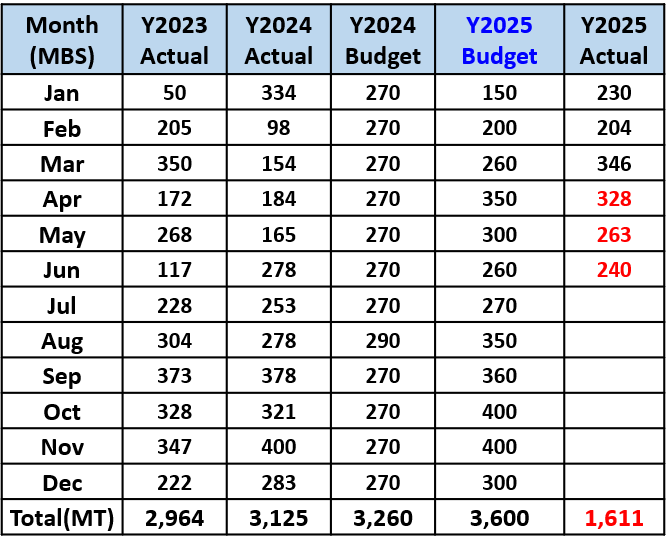 Month (MBS) Y2023 Actual Y2024 Actual Y2024 Budget Y2025 Budget Y2025 Actual
Jan 50 334 270 150 230
Feb 205 98 270 200 204
Mar 350 154 270 260 346
Apr 172 184 270 350 328
May 268 165 270 300 263
Jun 117 278 270 260 240
Jul 228 253 270 270
Aug 304 278 290 350
Sep 373 378 270 360
Oct 328 321 270 400
Nov 347 400 270 400
Dec 222 283 270 300
Total(MT) 2,964 3,125 3,260 3,600 1,611